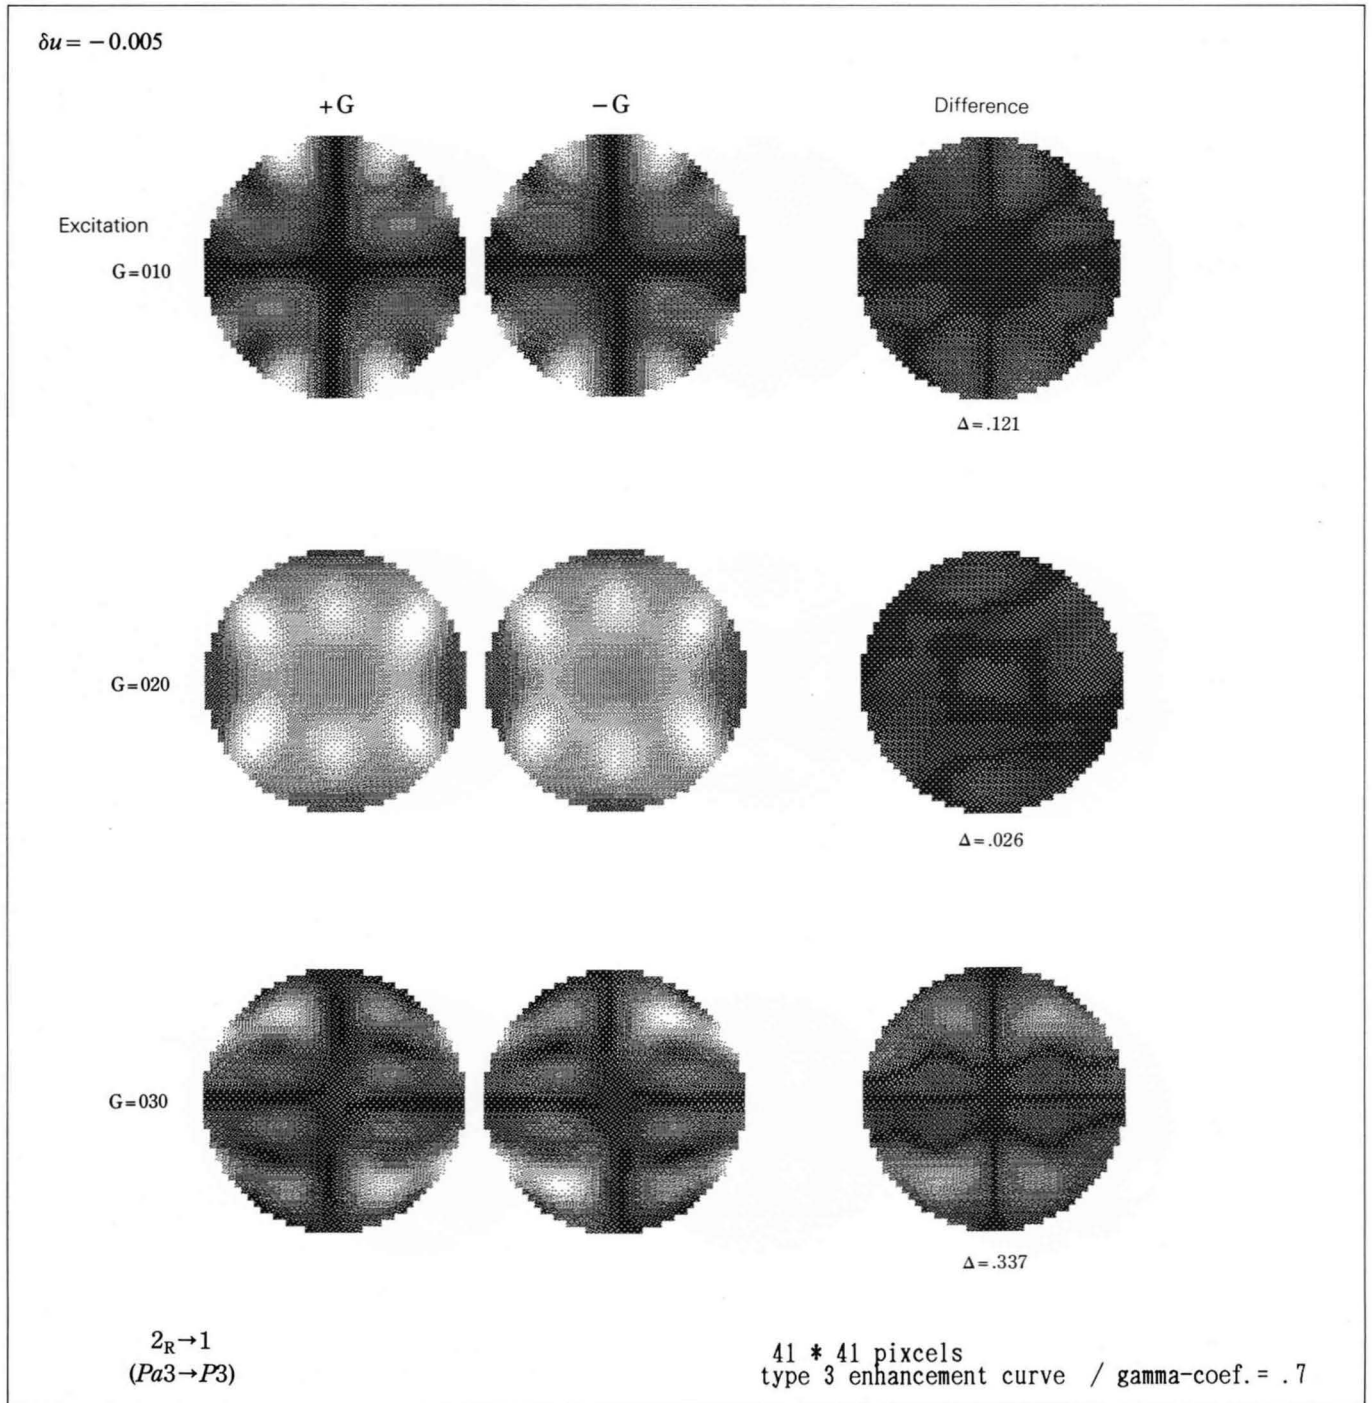 δu = −0.005
+G
−G
Difference
Excitation
G=010
Δ=.121
G=020
Δ=.026
G=030
Δ=.337
2R→1
(Pa3→P3)
41 * 41 pixcels
type 3 enhancement curve / gamma-coef.= .7